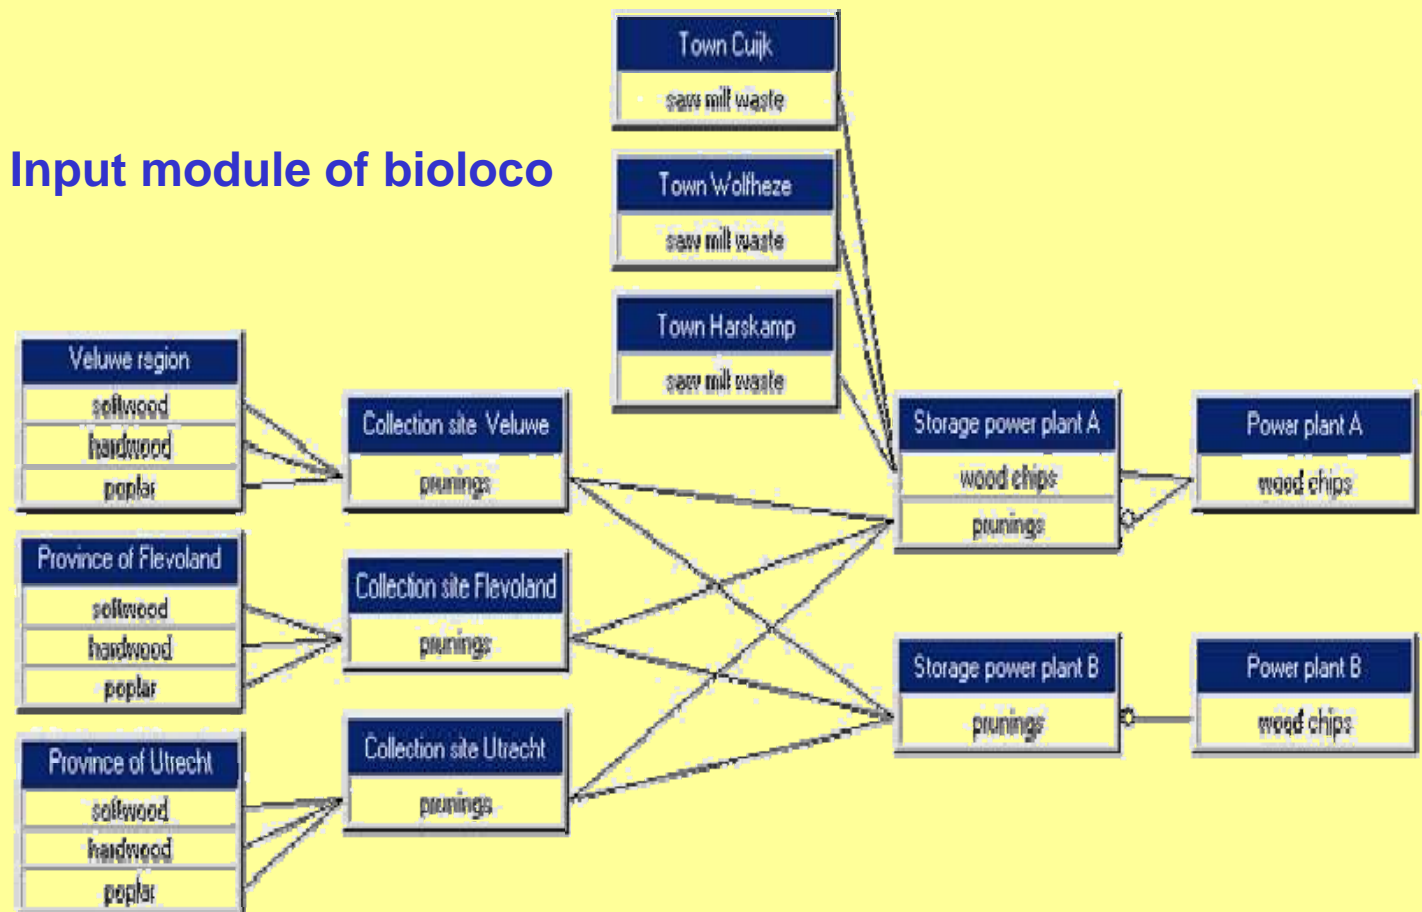 Input module of bioloco
Town Cuijk
saw mill waste
Town Wolfheze
saw mill waste
Town Harskamp
saw mill waste
Veluwe region
softwood
hardwood
poplar
Province of Flevoland
softwood
hardwood
poplar
Province of Utrecht
softwood
hardwood
poplar
Collection site Veluwe
prunings
Collection site Flevoland
prunings
Collection site Utrecht
prunings
Storage power plant A
wood chips
prunings
Storage power plant B
prunings
Power plant A
wood chips
Power plant B
wood chips